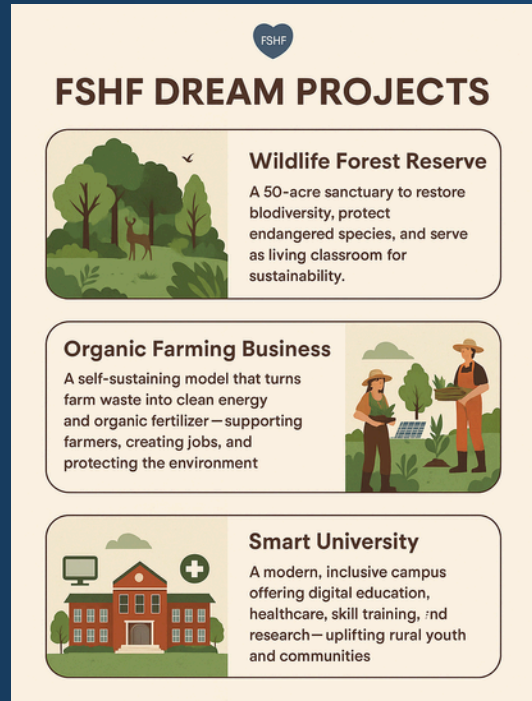 FSHF
FSHF DREAM PROJECTS
Wildlife Forest Reserve
A 50-acre sanctuary to restore
biodiversity, protect
endangered species, and serve
as living classroom for
sustainability.
Organic Farming Business
A self-sustaining model that turns
farm waste into clean energy
and organic fertilizer—supporting
farmers, creating jobs, and
protecting the environment
Smart University
A modern, inclusive campus
offering digital education,
healthcare, skill training,
research—uplifting rural youth
and communities